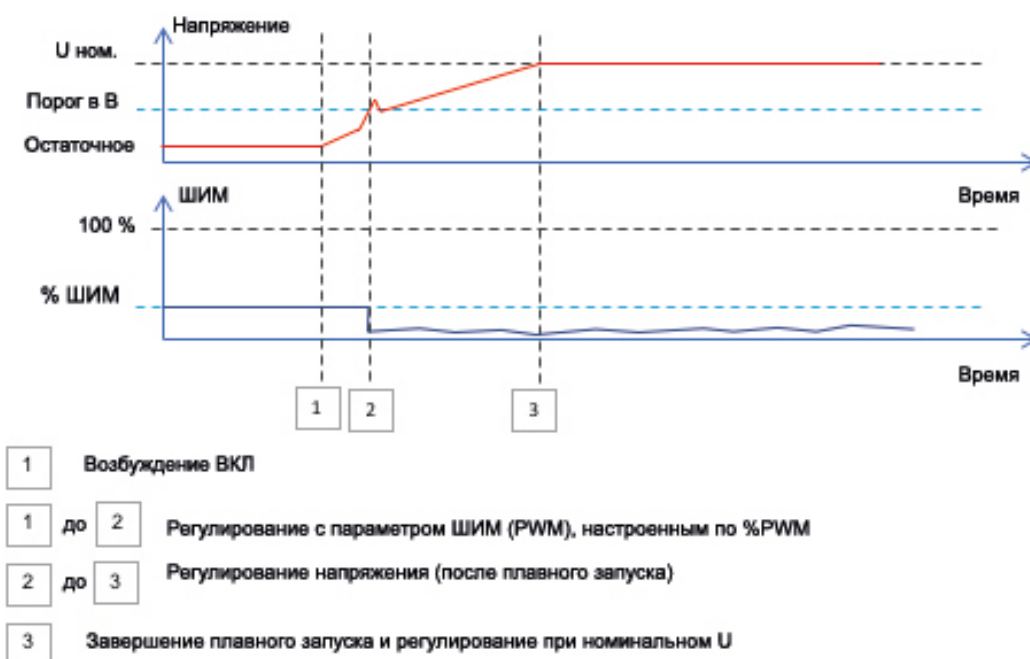 Напряжение
U ном.
Порог в В
Остаточное
Время
ШИМ
100 %
% ШИМ
Время
1 2 3
1 Возбуждение ВКЛ
1 до 2 Регулирование с параметром ШИМ (PWM), настроенным по %PWM
2 до 3 Регулирование напряжения (после плавного запуска)
3 Завершение плавного запуска и регулирование при номинальном U